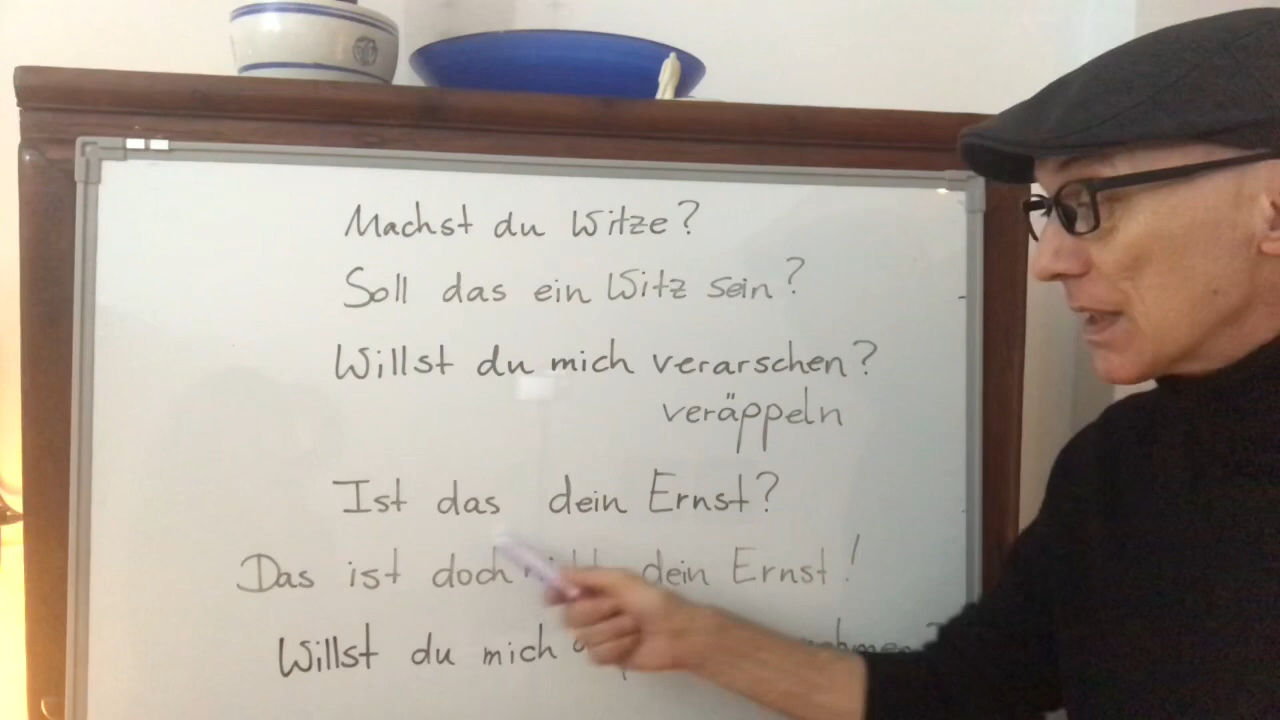 Machst du Witze?
Soll das ein Witz sein?
Willst du mich verarschen?
veräppeln
Ist das dein Ernst?
Das ist doch dein Ernst!
Willst du mich